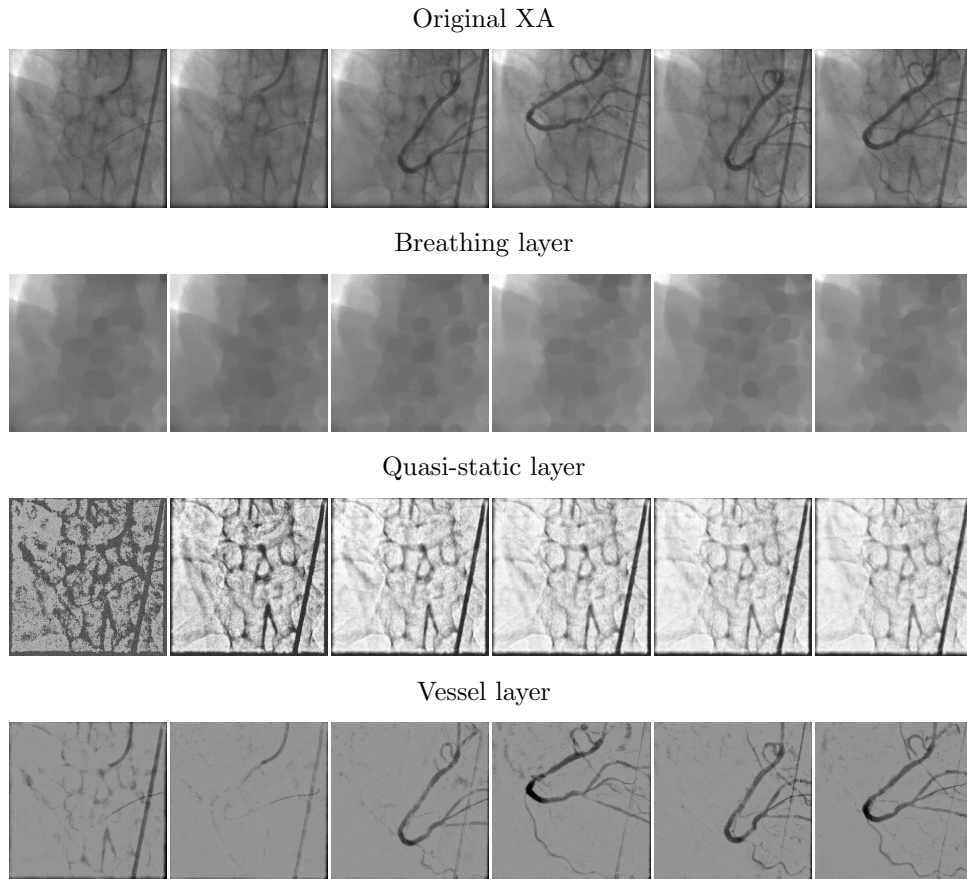 Original XA
Breathing layer
Quasi-static layer
Vessel layer